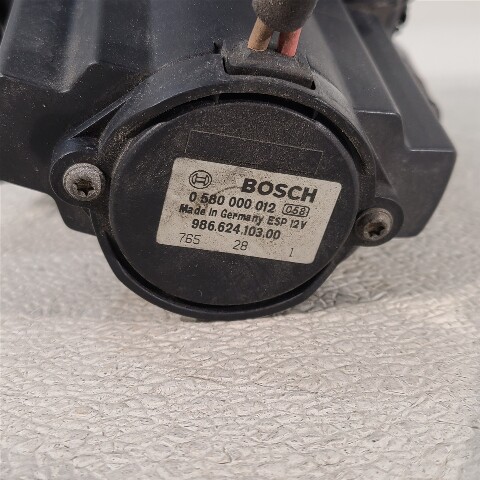 BOSCH
0 580 000 012 058
Made in Germany ESP 12V
986.624.103.00
765 28 1